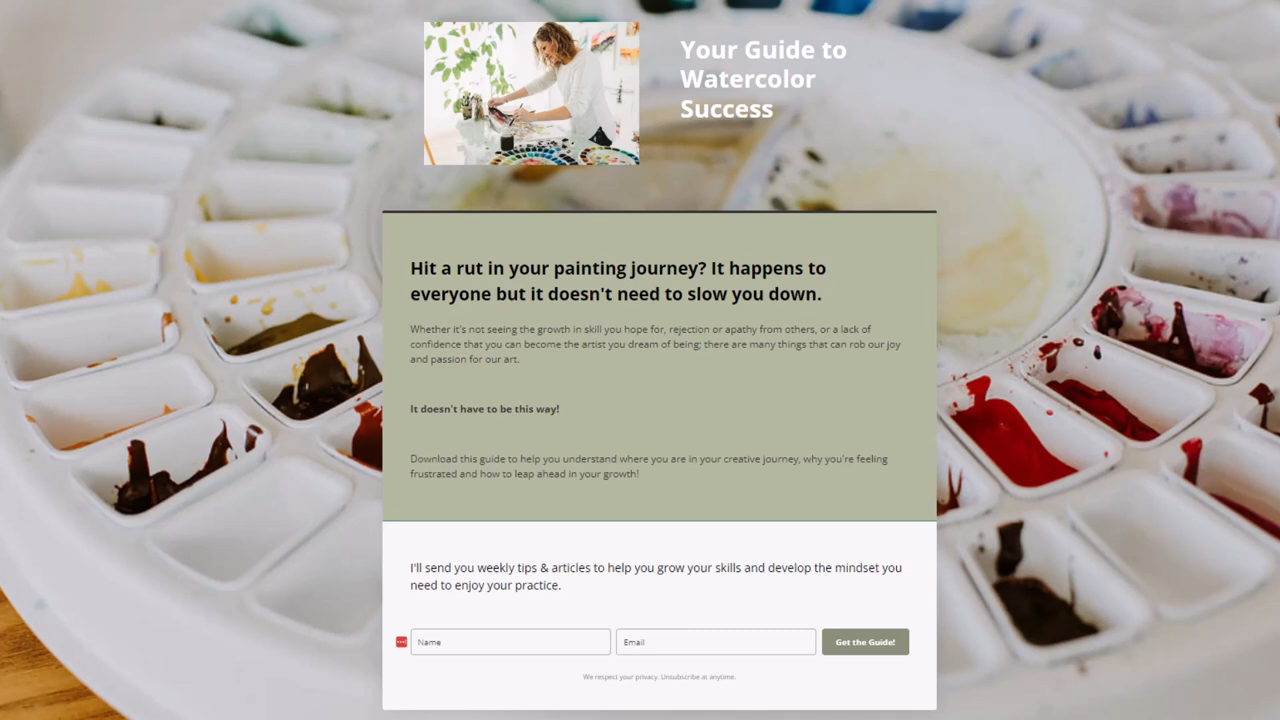 Your Guide to
Watercolor
Success
Hit a rut in your painting journey? It happens to
everyone but it doesn't need to slow you down.
Whether it's not seeing the growth in skill you hope for, rejection or apathy from others, or a lack of
confidence that you can become the artist you dream of being; there are many things that can rob our joy
and passion for our art.
It doesn't have to be this way!
Download this guide to help you understand where you are in your creative journey, why you're feeling
frustrated and how to leap ahead in your growth!
I'll send you weekly tips & articles to help you grow your skills and develop the mindset you
need to enjoy your practice.
Name Email Get the Guide!
We respect your privacy. Unsubscribe at anytime.